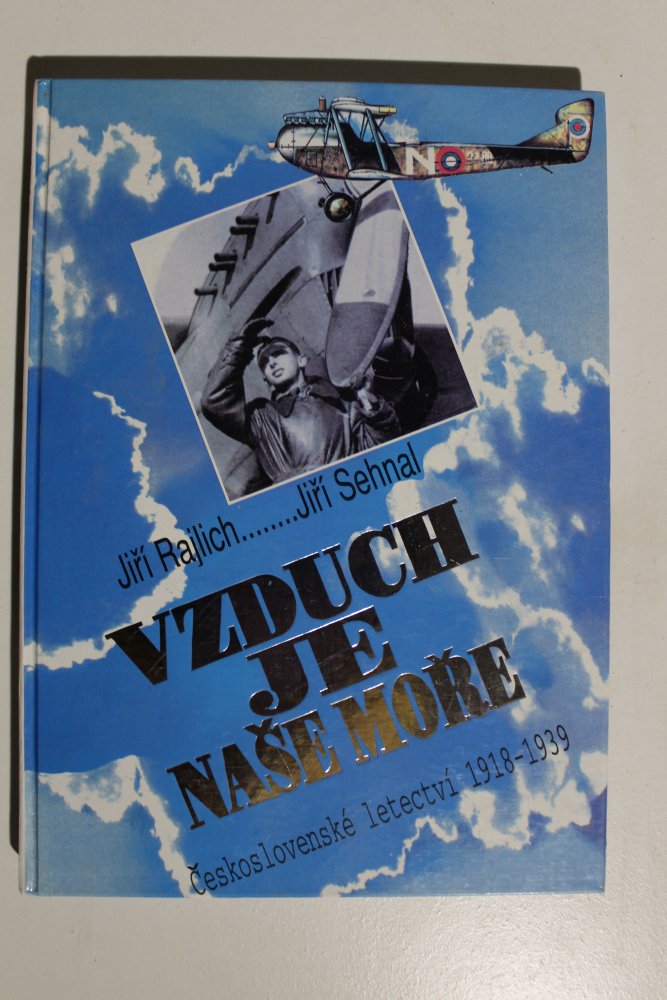 N
Jiří Rajlich........Jiří Sehnal
VZDUCH
JE
NAŠE MOŘE
Československé letectví 1918-1939